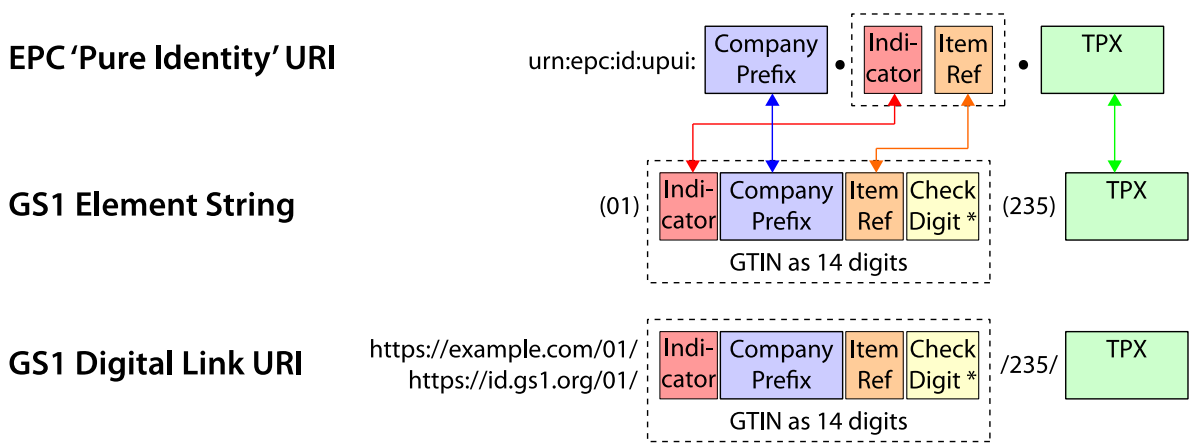 EPC ‘Pure Identity’ URI
urn:epc:id:upui:
Company
Prefix
•
Indi-
cator
Item
Ref
•
TPX
GS1 Element String
(01)
Indi-
cator
Company
Prefix
Item
Ref
Check
Digit *
(235)
TPX
GTIN as 14 digits
GS1 Digital Link URI
https://example.com/01/
https://id.gs1.org/01/
Indi-
cator
Company
Prefix
Item
Ref
Check
Digit *
/235/
TPX
GTIN as 14 digits